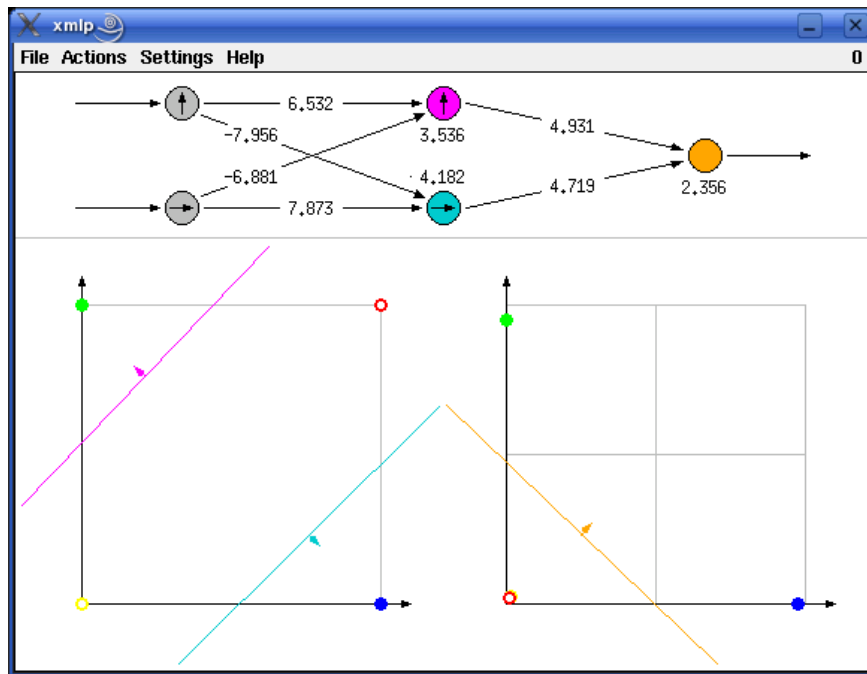 xmlp
File Actions Settings Help 0
6.532
-7.956 3.536 4.931
-6.881 4.182 4.719 2.356
7.873